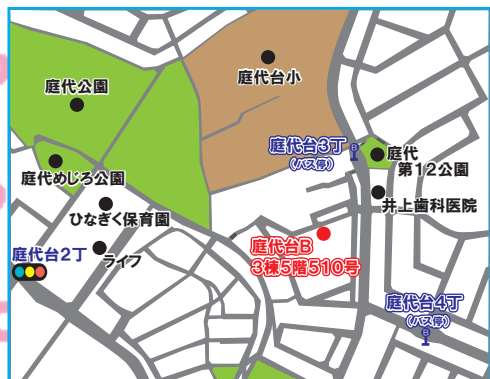 庭代台小
庭代公園
庭代台3丁
(バス停)
B
庭代
第12公園
庭代めじろ公園
井上歯科医院
ひなぎく保育園
庭代台B
3棟5階510号
庭代台2丁
ライフ
庭代台4丁
(バス停)
B